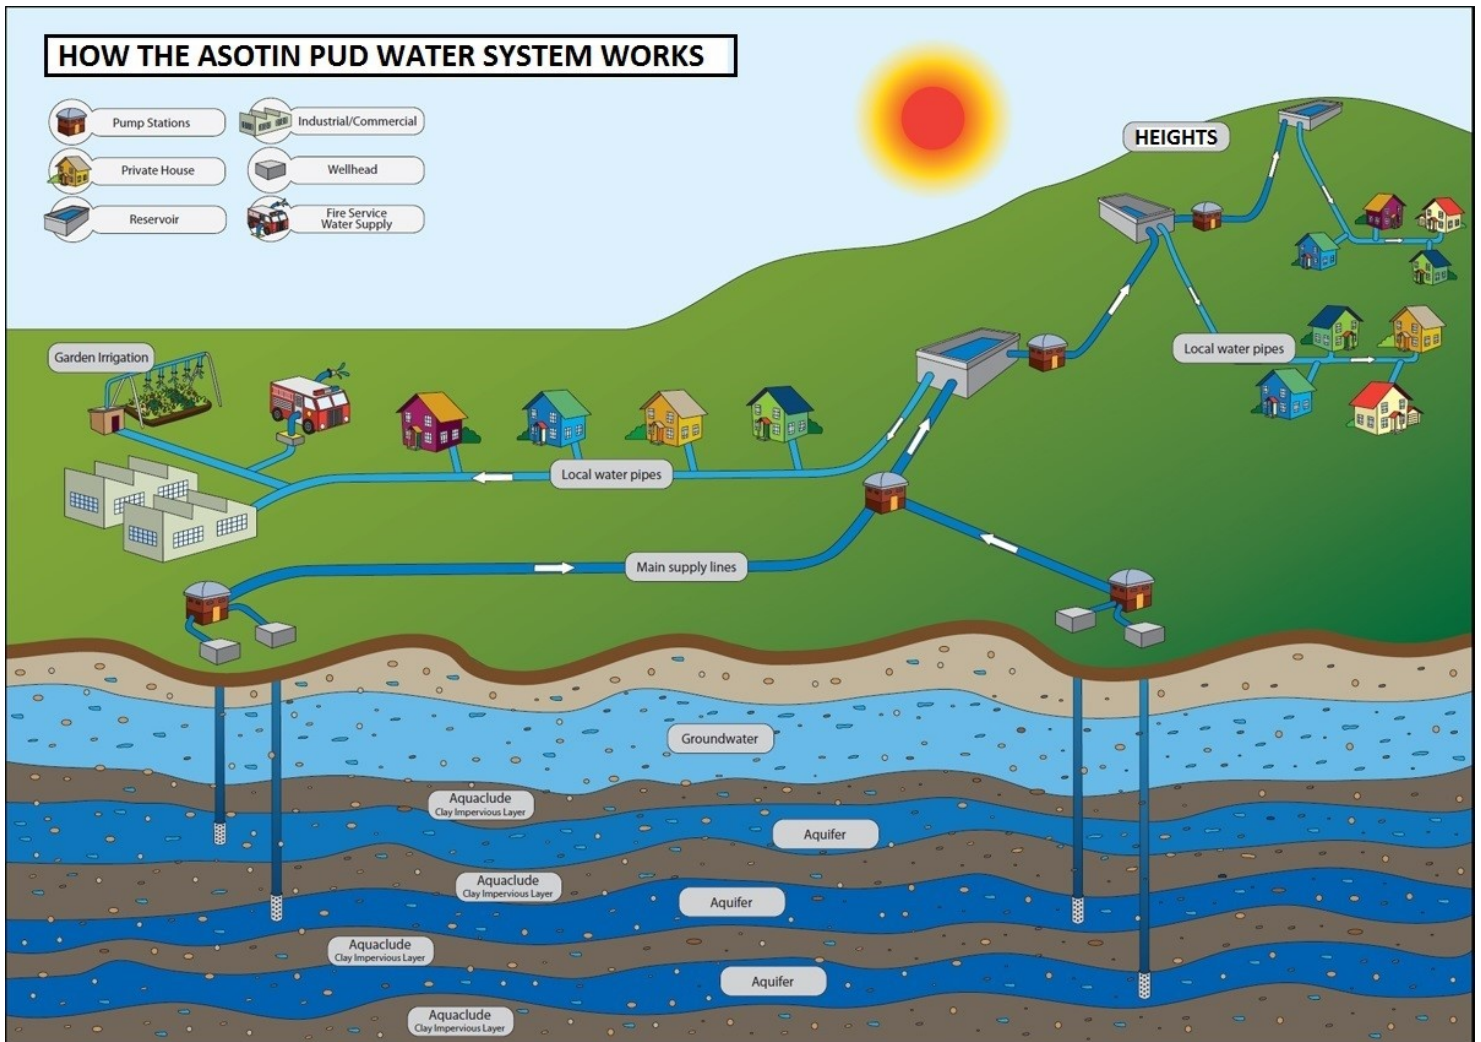 HOW THE ASOTIN PUD WATER SYSTEM WORKS
Pump Stations
Industrial/Commercial
Private House
Wellhead
Reservoir
Fire Service
Water Supply
HEIGHTS
Garden Irrigation
Local water pipes
Local water pipes
Main supply lines
Groundwater
Aquaclude
Clay Impervious Layer
Aquifer
Aquaclude
Clay Impervious Layer
Aquifer
Aquaclude
Clay Impervious Layer
Aquifer
Aquaclude
Clay Impervious Layer